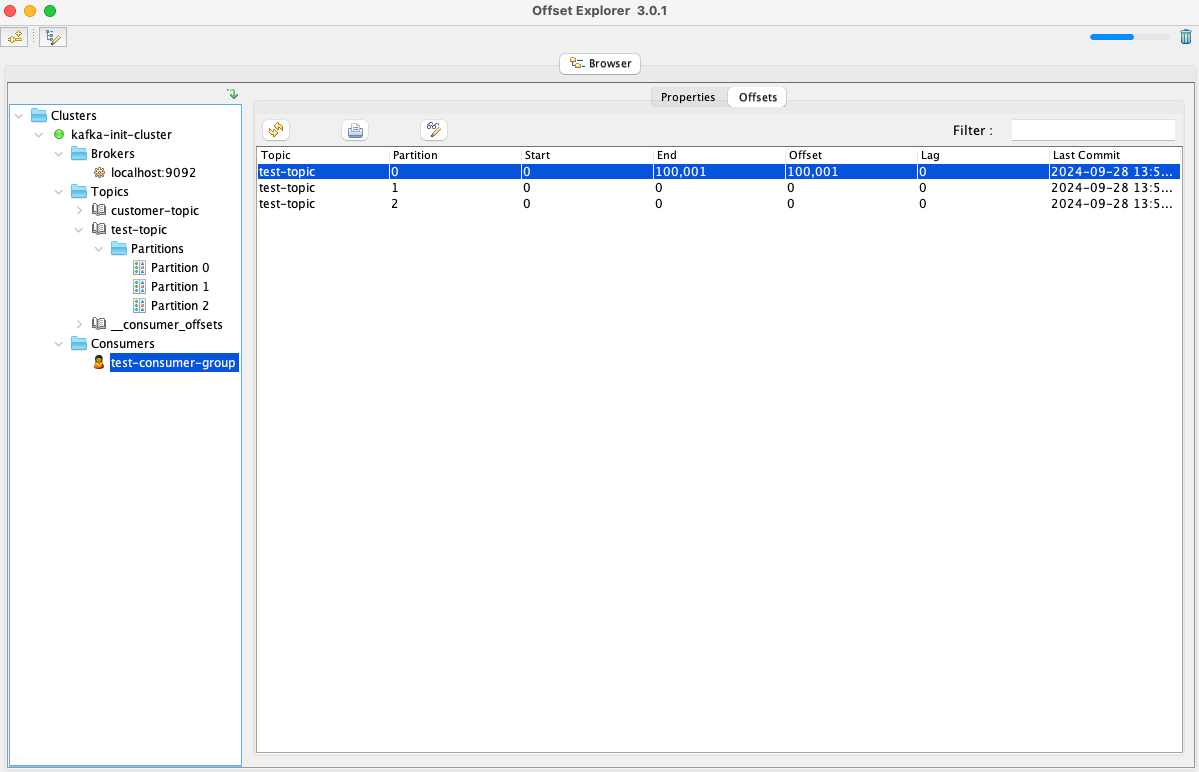 Offset Explorer  3.0.1
Browser
Clusters
kafka-init-cluster
Brokers
localhost:9092
Topics
customer-topic
test-topic
Partitions
Partition 0
Partition 1
Partition 2
__consumer_offsets
Consumers
test-consumer-group
Properties Offsets
Filter :
Topic Partition Start End Offset Lag Last Commit
test-topic 0 0 100,001 100,001 0 2024-09-28 13:5...
test-topic 1 0 0 0 0 2024-09-28 13:5...
test-topic 2 0 0 0 0 2024-09-28 13:5...